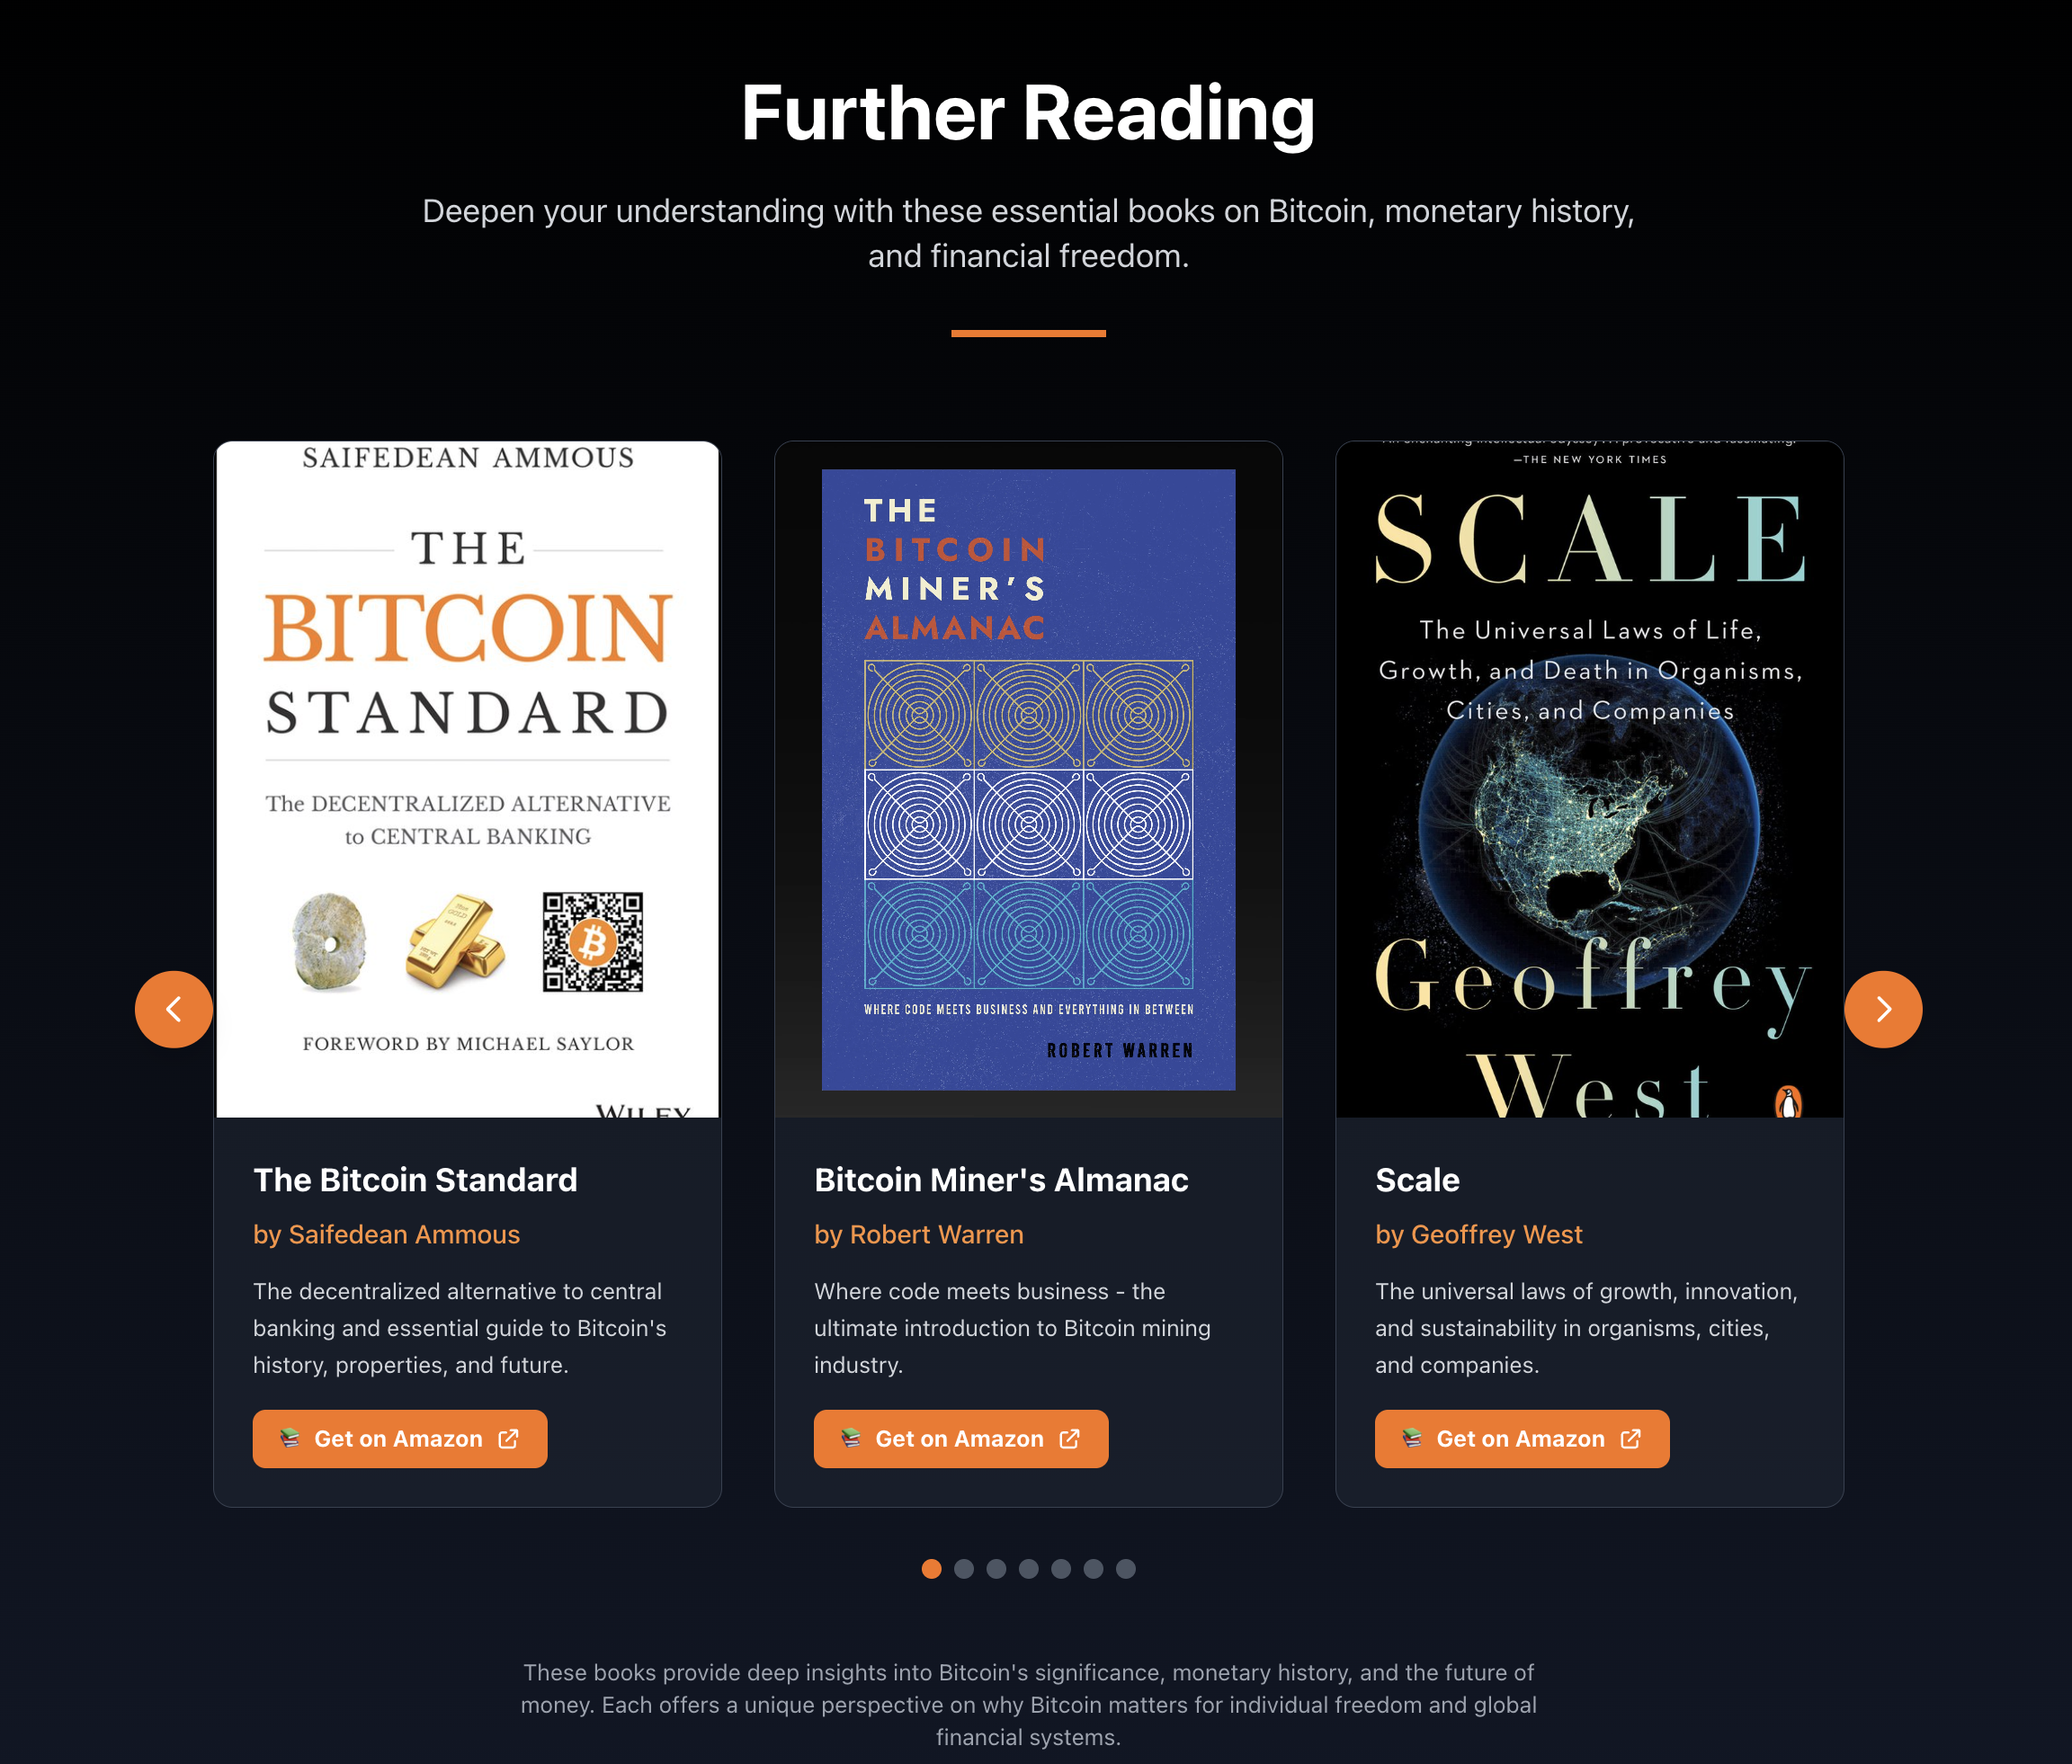 Further Reading
Deepen your understanding with these essential books on Bitcoin, monetary history,
and financial freedom.
SAIFEDEAN AMMOUS
THE
BITCOIN
STANDARD
The DECENTRALIZED ALTERNATIVE
to CENTRAL BANKING
FOREWORD BY MICHAEL SAYLOR
WILEY
The Bitcoin Standard
by Saifedean Ammous
The decentralized alternative to central
banking and essential guide to Bitcoin's
history, properties, and future.
Get on Amazon
THE
BITCOIN
MINER'S
ALMANAC
WHERE CODE MEETS BUSINESS AND EVERYTHING IN BETWEEN
ROBERT WARREN
Bitcoin Miner's Almanac
by Robert Warren
Where code meets business - the
ultimate introduction to Bitcoin mining
industry.
Get on Amazon
—THE NEW YORK TIMES
SCALE
The Universal Laws of Life,
Growth, and Death in Organisms,
Cities, and Companies
Geoffrey
West
Scale
by Geoffrey West
The universal laws of growth, innovation,
and sustainability in organisms, cities,
and companies.
Get on Amazon
These books provide deep insights into Bitcoin's significance, monetary history, and the future of
money. Each offers a unique perspective on why Bitcoin matters for individual freedom and global
financial systems.